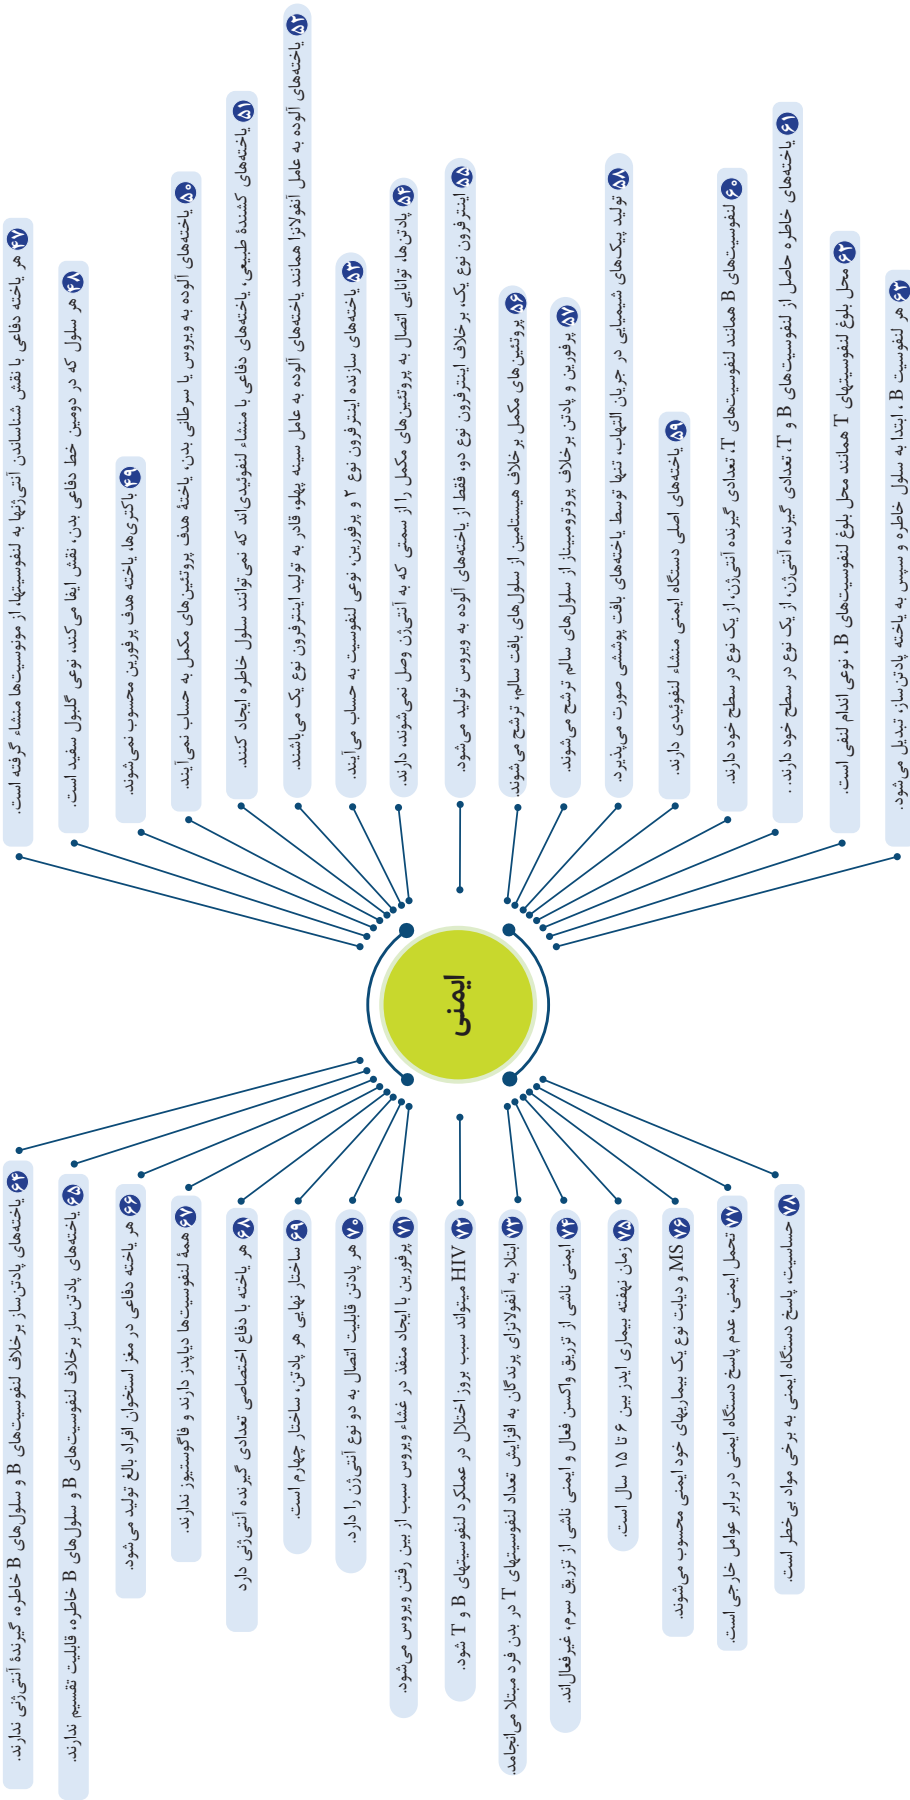 ایمنی
۴۷ هر یاخته دفاعی با نقش شناساندن آنتی‌ژنها به لنفوسیتها، از مونوسیت‌ها منشاء گرفته است.
۴۸ هر سلول که در دومین خط دفاعی بدن، نقش ایفا می‌کند، نوعی گلبول سفید است.
۴۹ باکتری‌ها، یاخته هدف پرفورین محسوب نمی‌شوند.
۵۰ یاخته‌های آلوده به ویروس یا سرطانی بدن، یاختهٔ هدف پروتئین‌های مکمل به حساب نمی‌آیند.
۵۱ یاخته‌های کشندهٔ طبیعی، یاخته‌های دفاعی با منشاء لنفوئیدی‌اند که نمی توانند سلول خاطره ایجاد کنند.
۵۲ یاخته‌های آلوده به عامل آنفولانزا همانند یاخته‌های آلوده به عامل سینه پهلو، قادر به تولید اینترفرون نوع یک می‌باشند.
۵۳ یاخته‌های سازنده اینترفرون نوع ۲ و پرفورین، نوعی لنفوسیت به حساب می‌آیند.
۵۴ پادتن‌ها، توانایی اتصال به پروتئین‌های مکمل را از سمتی که به آنتی‌ژن وصل نمی‌شوند، دارند.
۵۵ اینترفرون نوع یک، برخلاف اینترفرون نوع دو، فقط از یاخته‌های آلوده به ویروس تولید می‌شود.
۵۶ پروتئین‌های مکمل برخلاف هیستامین از سلول‌های بافت سالم، ترشح می‌شوند.
۵۷ پرفورین و پادتن برخلاف پروترومبیناز از سلول‌های سالم ترشح می‌شوند.
۵۸ تولید پیک‌های شیمیایی در جریان التهاب، تنها توسط یاخته‌های بافت پوششی صورت می‌پذیرد.
۵۹ یاخته‌های اصلی دستگاه ایمنی منشاء لنفوئیدی دارند.
۶۰ لنفوسیت‌های B همانند لنفوسیت‌های T، تعدادی گیرنده آنتی‌ژن، از یک نوع در سطح خود دارند.
۶۱ یاخته‌های خاطره حاصل از لنفوسیت‌های B و T، تعدادی گیرنده آنتی‌ژن، از یک نوع در سطح خود دارند. .
۶۲ محل بلوغ لنفوسیتهای T همانند محل بلوغ لنفوسیت‌های B ، نوعی اندام لنفی است.
۶۳ هر لنفوسیت B ، ابتدا به سلول خاطره و سپس به یاخته پادتن‌ساز، تبدیل می‌شود.
۶۴ یاخته‌های پادتن‌ساز برخلاف لنفوسیت‌های B و سلول‌های B خاطره، گیرندهٔ آنتی‌ژنی ندارند.
۶۵ یاخته‌های پادتن‌ساز برخلاف لنفوسیت‌های B و سلول‌های B خاطره، قابلیت تقسیم ندارند.
۶۶ هر یاخته دفاعی در مغز استخوان افراد بالغ تولید می‌شود.
۶۷ همهٔ لنفوسیت‌ها دیاپدز دارند و فاگوستیوز ندارند.
۶۸ هر یاخته با دفاع اختصاصی تعدادی گیرنده آنتی‌ژنی دارد
۶۹ ساختار نهایی هر پادتن، ساختار چهارم است.
۷۰ هر پادتن قابلیت اتصال به دو نوع آنتی‌ژن را دارد.
۷۱ پرفورین با ایجاد منفذ در غشاء ویروس سبب از بین رفتن ویروس می‌شود.
۷۲ HIV میتواند سبب بروز اختلال در عملکرد لنفوسیتهای B و T شود.
۷۳ ابتلا به آنفولانزای پرندگان به افزایش تعداد لنفوسیتهای T در بدن فرد مبتلا می‌انجامد.
۷۴ ایمنی ناشی از تزریق واکسن فعال و ایمنی ناشی از تزریق سرم، غیرفعال‌اند.
۷۵ زمان نهفته بیماری ایدز بین ۶ تا ۱۵ سال است.
۷۶ MS و دیابت نوع یک بیماریهای خود ایمنی محسوب می‌شوند.
۷۷ تحمل ایمنی، عدم پاسخ دستگاه ایمنی در برابر عوامل خارجی است.
۷۸ حساسیت، پاسخ دستگاه ایمنی به برخی مواد بی‌خطر است.